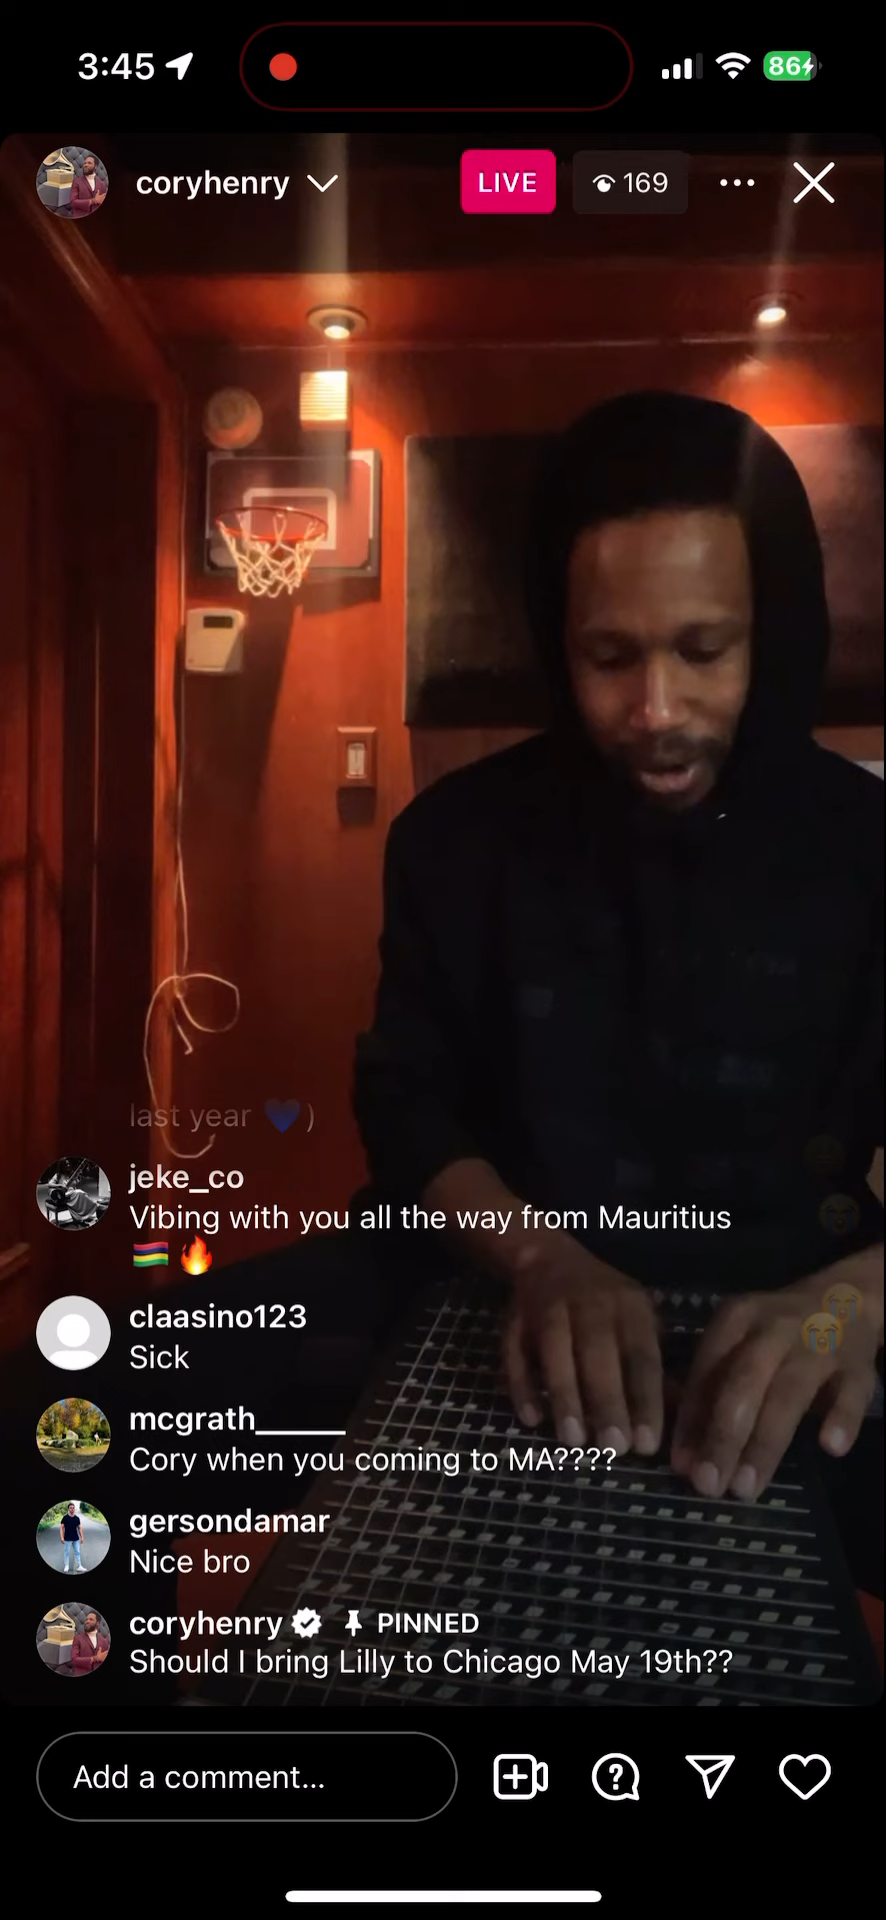 3:45
86
coryhenry
LIVE
169
last year 💙)
jeke_co
Vibing with you all the way from Mauritius
🇲🇺 🔥
claasino123
Sick
mcgrath______
Cory when you coming to MA????
gersondamar
Nice bro
coryhenry PINNED
Should I bring Lilly to Chicago May 19th??
Add a comment...